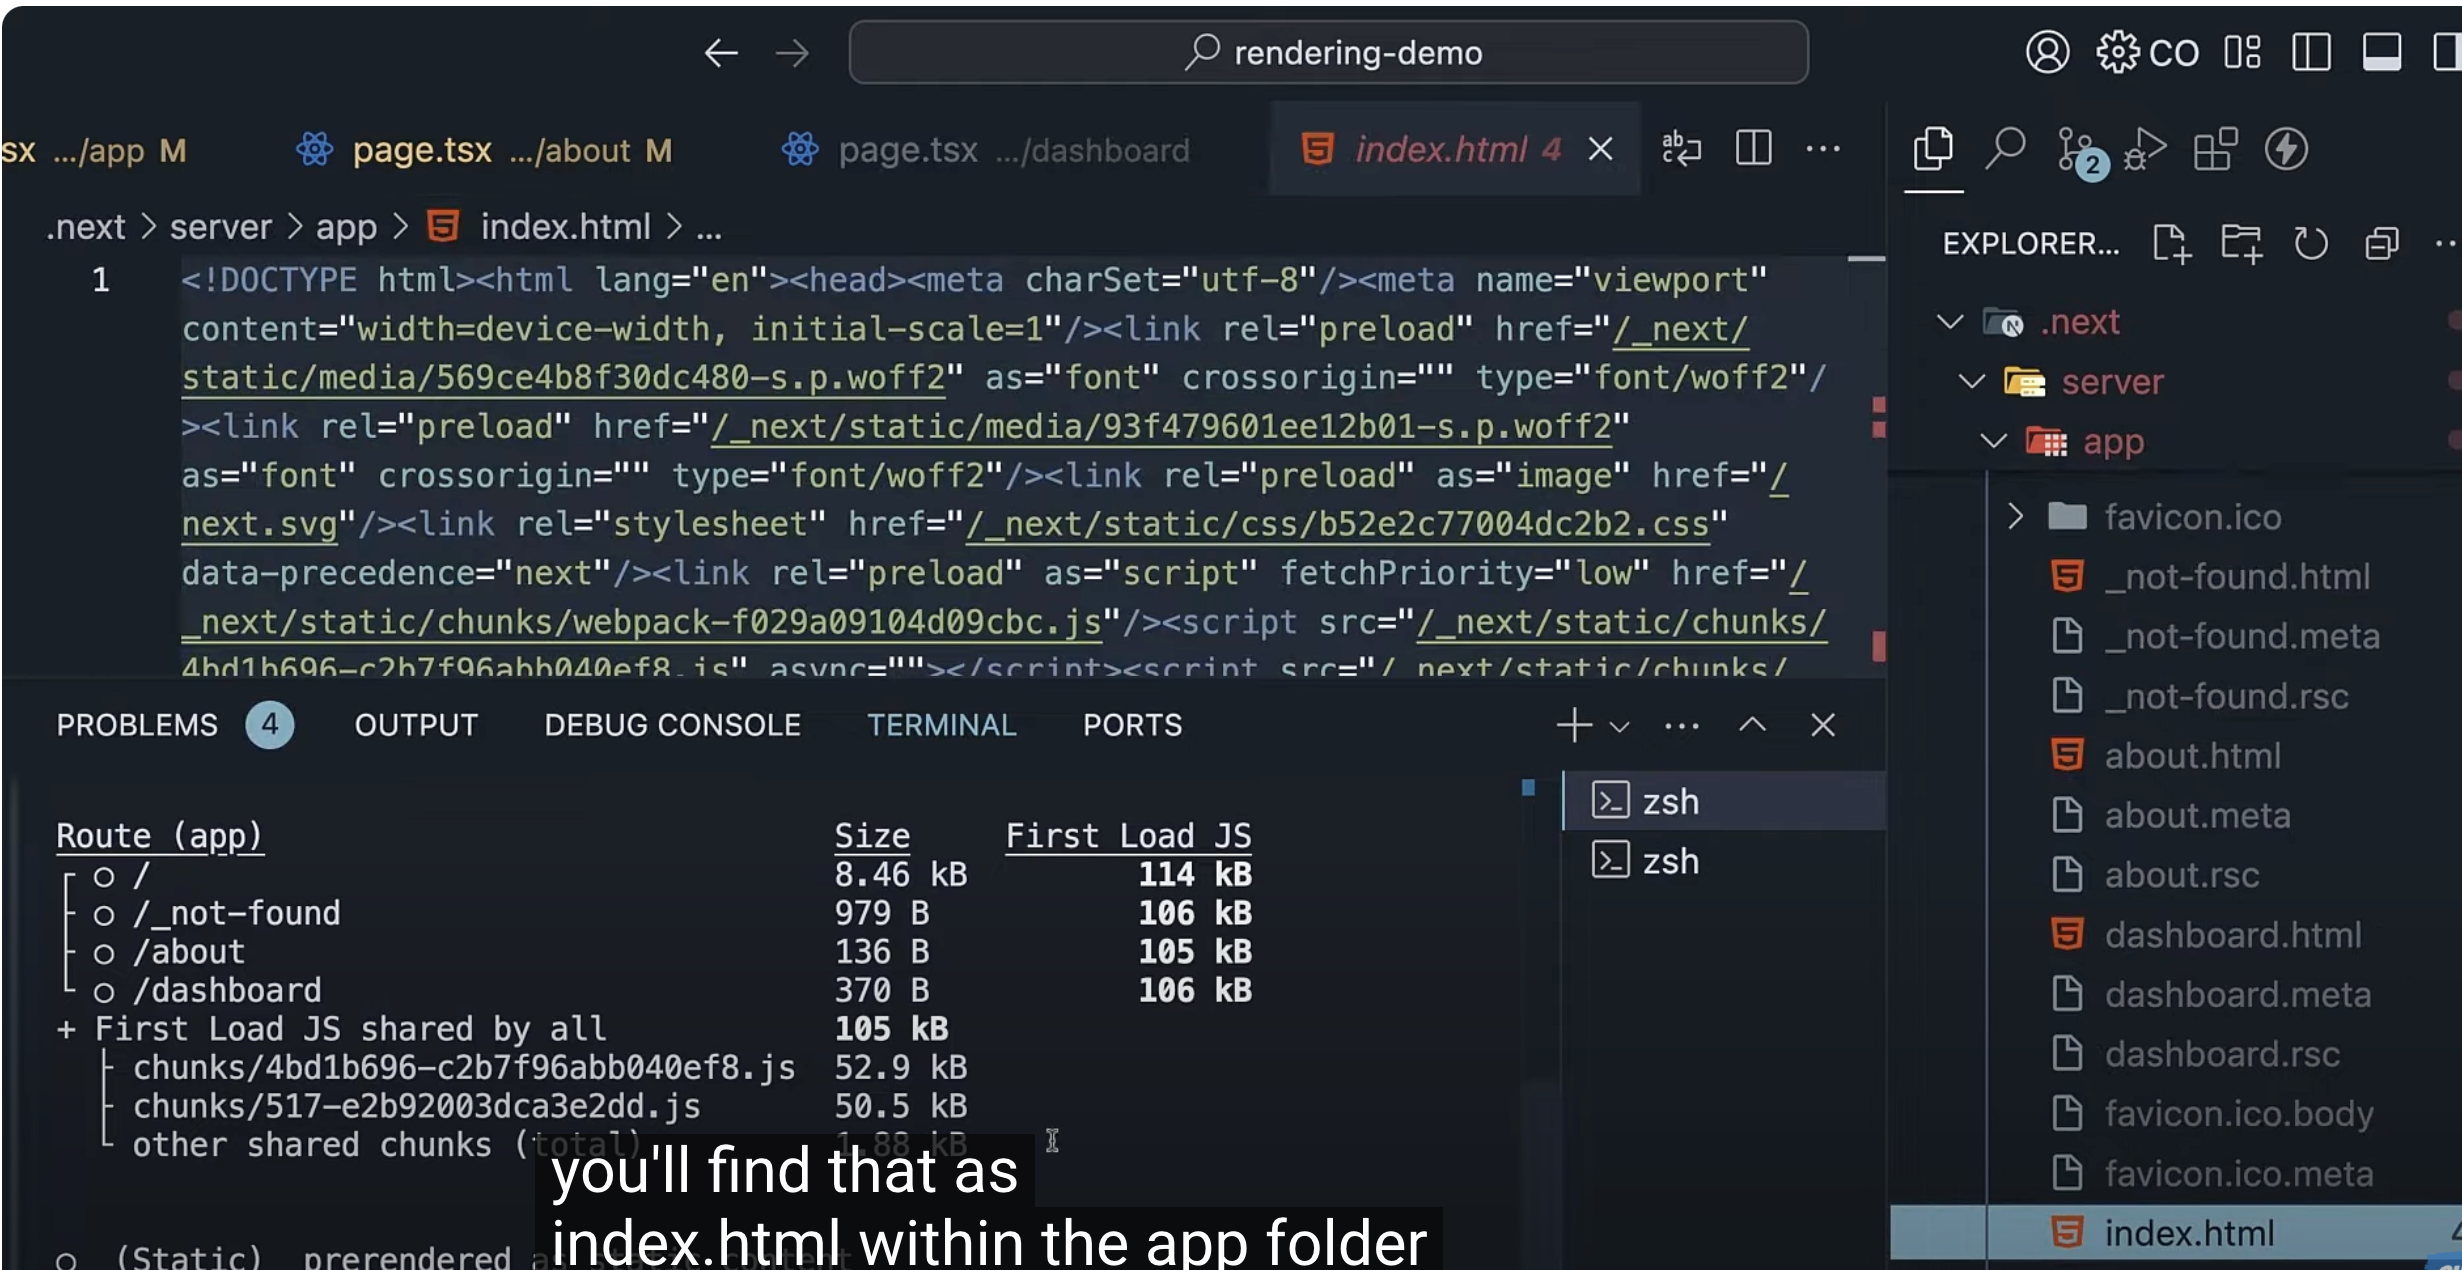 rendering-demo
CO
sx .../app M
page.tsx .../about M
page.tsx .../dashboard
index.html 4
2
.next > server > app > index.html > ...
1
<!DOCTYPE html><html lang="en"><head><meta charSet="utf-8"/><meta name="viewport"
content="width=device-width, initial-scale=1"/><link rel="preload" href="/_next/
static/media/569ce4b8f30dc480-s.p.woff2" as="font" crossorigin="" type="font/woff2"/
><link rel="preload" href="/_next/static/media/93f479601ee12b01-s.p.woff2"
as="font" crossorigin="" type="font/woff2"/><link rel="preload" as="image" href="/
next.svg"/><link rel="stylesheet" href="/_next/static/css/b52e2c77004dc2b2.css"
data-precedence="next"/><link rel="preload" as="script" fetchPriority="low" href="/
_next/static/chunks/webpack-f029a09104d09cbc.js"/><script src="/_next/static/chunks/
4bd1b696-c2b7f96abb040ef8.js" async=""></script><script src="/_next/static/chunks/
PROBLEMS 4 OUTPUT DEBUG CONSOLE TERMINAL PORTS
Route (app) Size First Load JS
○ / 8.46 kB 114 kB
○ /_not-found 979 B 106 kB
○ /about 136 B 105 kB
○ /dashboard 370 B 106 kB
+ First Load JS shared by all 105 kB
chunks/4bd1b696-c2b7f96abb040ef8.js 52.9 kB
chunks/517-e2b92003dca3e2dd.js 50.5 kB
other shared chunks (total) 1.88 kB
○ (Static) prerendered as static content
you'll find that as
index.html within the app folder
zsh
zsh
EXPLORER...
.next
server
app
favicon.ico
_not-found.html
_not-found.meta
_not-found.rsc
about.html
about.meta
about.rsc
dashboard.html
dashboard.meta
dashboard.rsc
favicon.ico.body
favicon.ico.meta
index.html